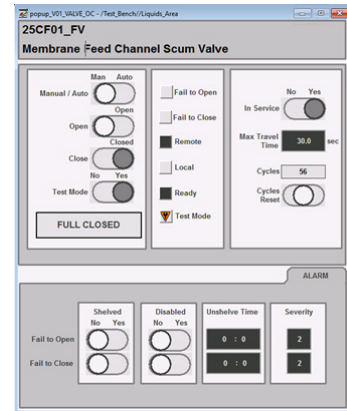 popup_V01_VALVE_OC - /Test_Bench//Liquids_Area
25CF01_FV
Membrane Feed Channel Scum Valve
Man Auto
Manual / Auto
Open
Open
Closed
Close
No Yes
Test Mode
FULL CLOSED
Fail to Open
Fail to Close
Remote
Local
Ready
Test Mode
No Yes
In Service
Max Travel Time 30.0 sec
Cycles 56
Cycles Reset
ALARM
Shelved Disabled Unshelve Time Severity
No Yes No Yes
Fail to Open 0 : 0 2
Fail to Close 0 : 0 2